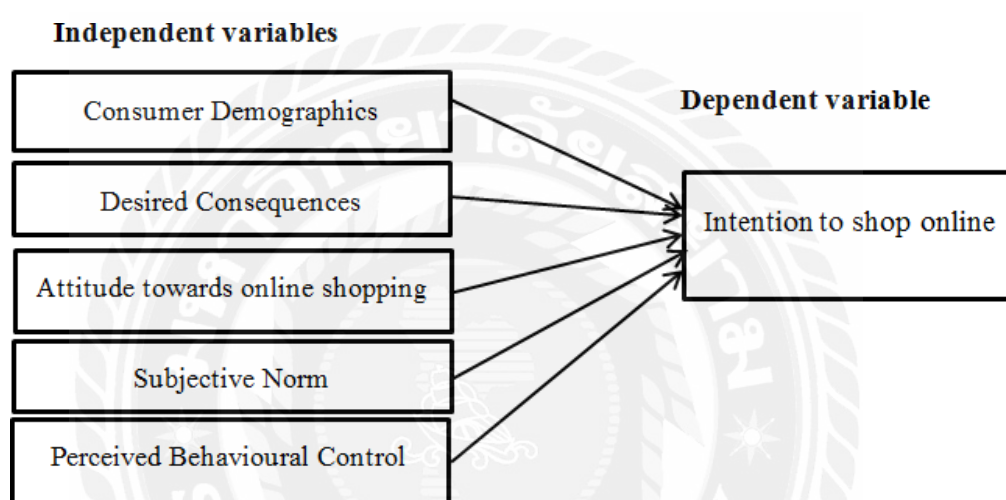 Independent variables
Consumer Demographics
Desired Consequences
Attitude towards online shopping
Subjective Norm
Perceived Behavioural Control
Dependent variable
Intention to shop online